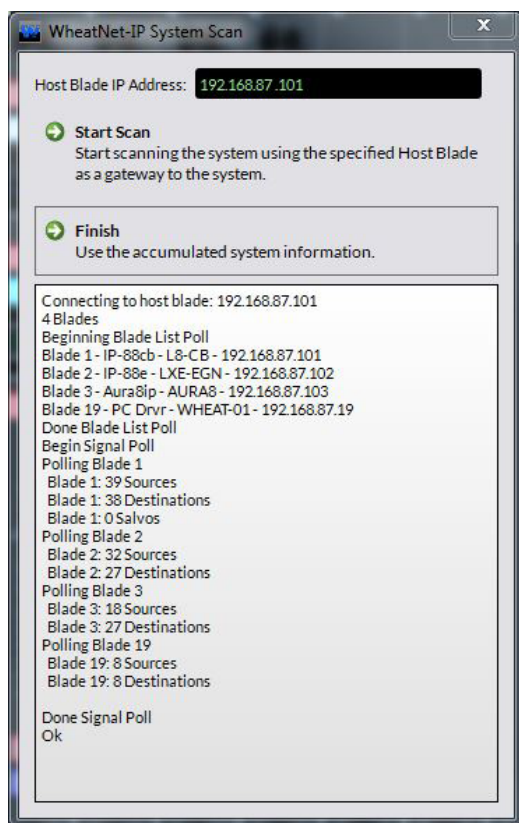 WheatNet-IP System Scan
X
Host Blade IP Address: 192.168.87.101
Start Scan
Start scanning the system using the specified Host Blade
as a gateway to the system.
Finish
Use the accumulated system information.
Connecting to host blade: 192.168.87.101
4 Blades
Beginning Blade List Poll
Blade 1 - IP-88cb - L8-CB - 192.168.87.101
Blade 2 - IP-88e - LXE-EGN - 192.168.87.102
Blade 3 - Aura8ip - AURA8 - 192.168.87.103
Blade 19 - PC Drvr - WHEAT-01 - 192.168.87.19
Done Blade List Poll
Begin Signal Poll
Polling Blade 1
Blade 1: 39 Sources
Blade 1: 38 Destinations
Blade 1: 0 Salvos
Polling Blade 2
Blade 2: 32 Sources
Blade 2: 27 Destinations
Polling Blade 3
Blade 3: 18 Sources
Blade 3: 27 Destinations
Polling Blade 19
Blade 19: 8 Sources
Blade 19: 8 Destinations
Done Signal Poll
Ok